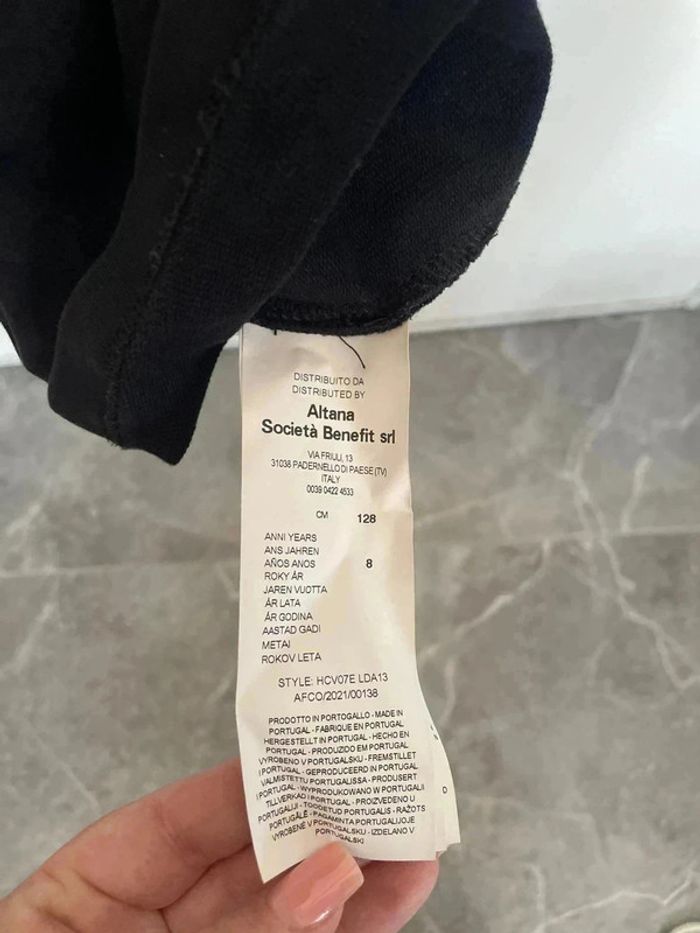 DISTRIBUITO DA
DISTRIBUTED BY
Altana
Società Benefit srl
VIA FRIULI, 13
31038 PADERNELLO DI PAESE (TV)
ITALY
0039 0422 4533
CM 128
ANNI YEARS
ANS JAHREN
AÑOS ANOS 8
ROKY ÅR
JAREN VUOTTA
ÅR LATA
ÅR GODINA
AASTAD GADI
METAI
ROKOV LETA
STYLE: HCV07E LDA13
AFCO/2021/00138
PRODOTTO IN PORTOGALLO - MADE IN
PORTUGAL - FABRIQUE EN PORTUGAL
HERGESTELLT IN PORTUGAL - HECHO EN
PORTUGAL - PRODUZIDO EM PORTUGAL
VYROBENO V PORTUGALSKU - FREMSTILLET
I PORTUGAL - GEPRODUCEERD IN PORTUGAL
VALMISTETTU PORTUGALISSA - PRODUSERT
I PORTUGAL - WYPRODUKOWANO W PORTUGALII
TILLVERKAD I PORTUGAL - PROIZVEDENO U
PORTUGALIJI - TOODETUD PORTUGALIS - RAŽOTS
PORTUGĀLĒ - PAGAMINTA PORTUGALIJOJE
VYROBENE V PORTUGALSKU - IZDELANO V
PORTUGALSKI